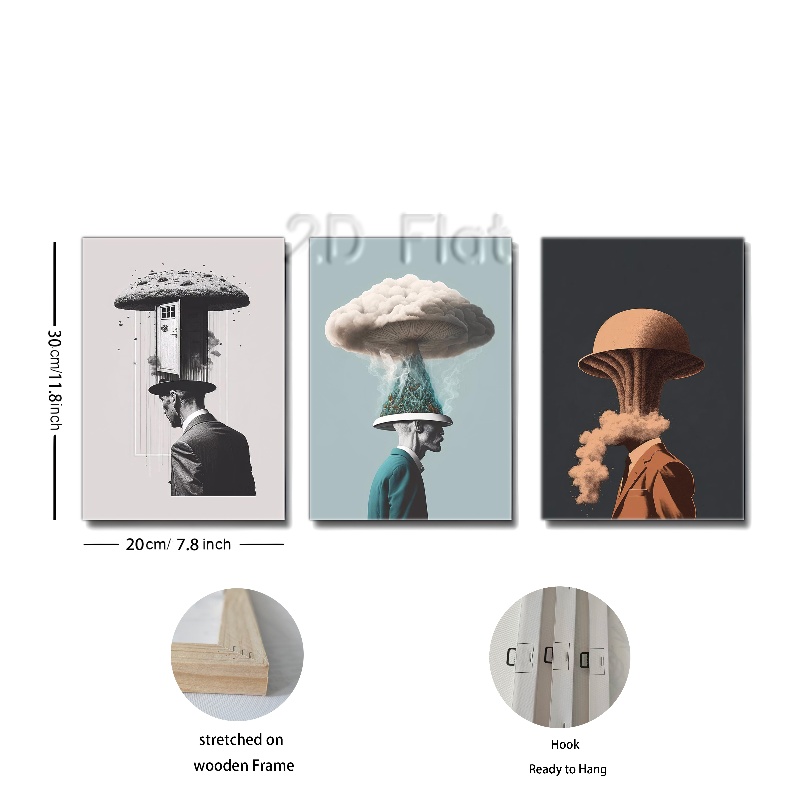 2D Flat
30cm/11.8inch
20cm/ 7.8 inch
stretched on
wooden Frame
Hook
Ready to Hang